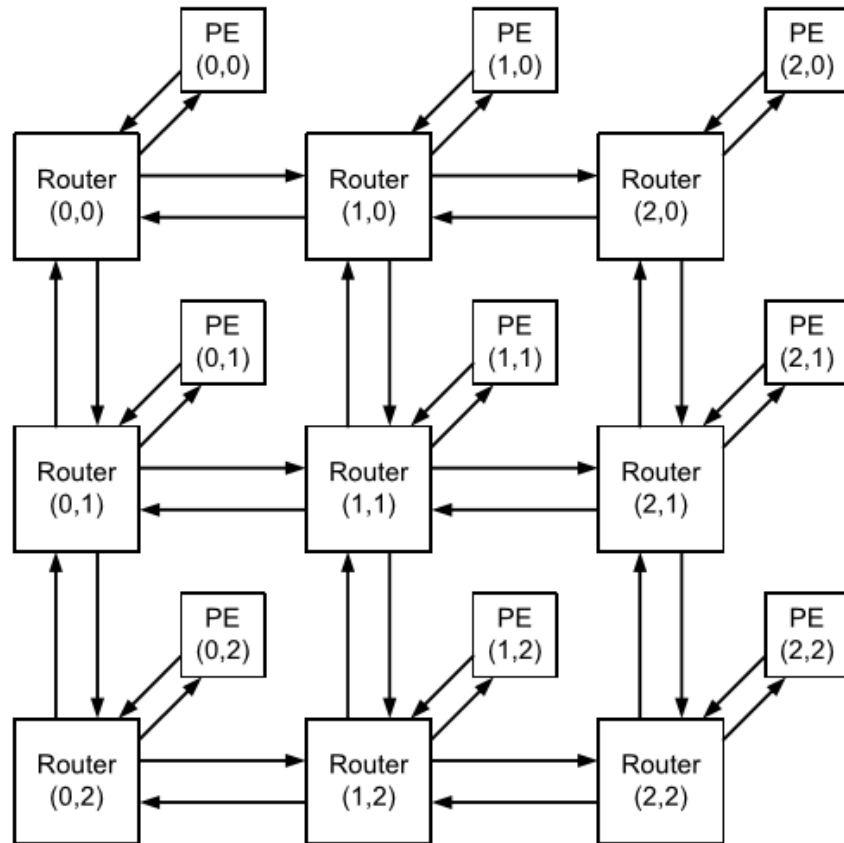 PE
(0,0)
PE
(1,0)
PE
(2,0)
Router
(0,0)
Router
(1,0)
Router
(2,0)
PE
(0,1)
PE
(1,1)
PE
(2,1)
Router
(0,1)
Router
(1,1)
Router
(2,1)
PE
(0,2)
PE
(1,2)
PE
(2,2)
Router
(0,2)
Router
(1,2)
Router
(2,2)